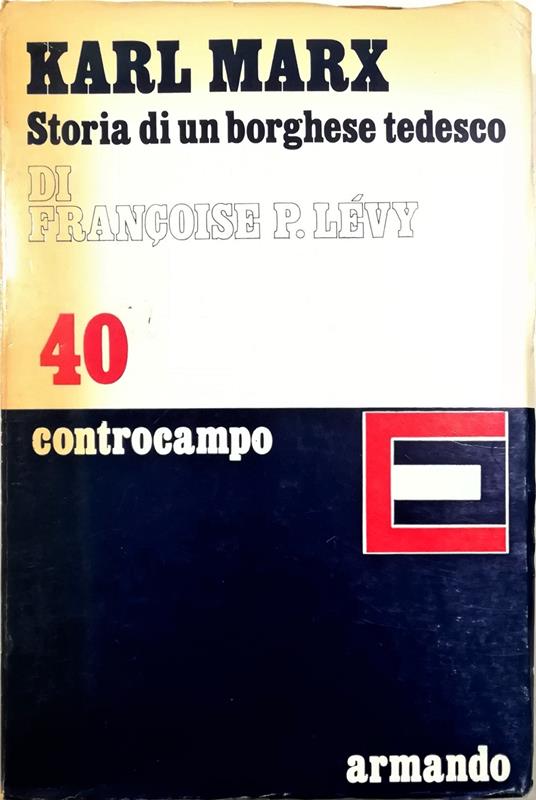 KARL MARX
Storia di un borghese tedesco
DI
FRANÇOISE P. LÉVY
40
controcampo
armando